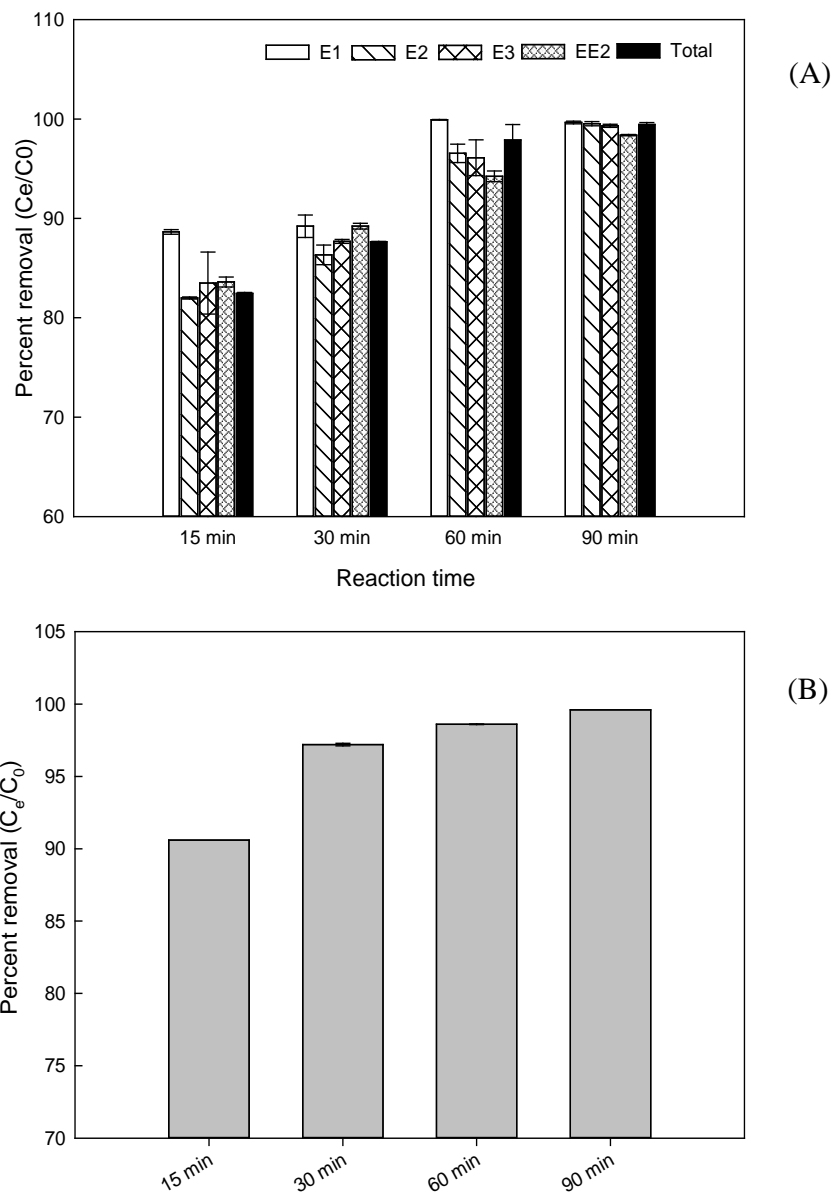 110
E1 E2 E3 EE2 Total
(A)
100
90
80
70
60
Percent removal (Ce/C0)
15 min 30 min 60 min 90 min
Reaction time
105
(B)
100
95
90
85
80
75
70
Percent removal (Ce/C0)
15 min 30 min 60 min 90 min